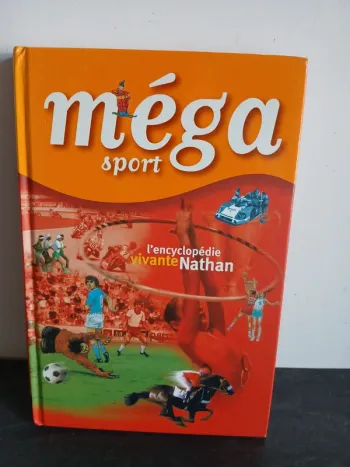 méga
sport
l'encyclopédie
vivante Nathan